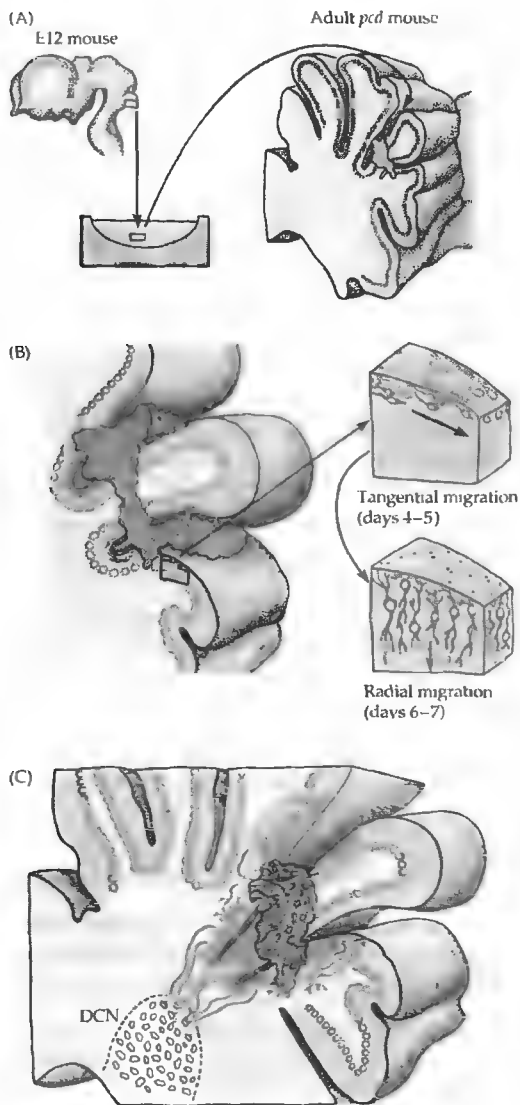 (A)
E12 mouse
Adult pcd mouse
(B)
Tangential migration
(days 4–5)
Radial migration
(days 6–7)
(C)
DCN